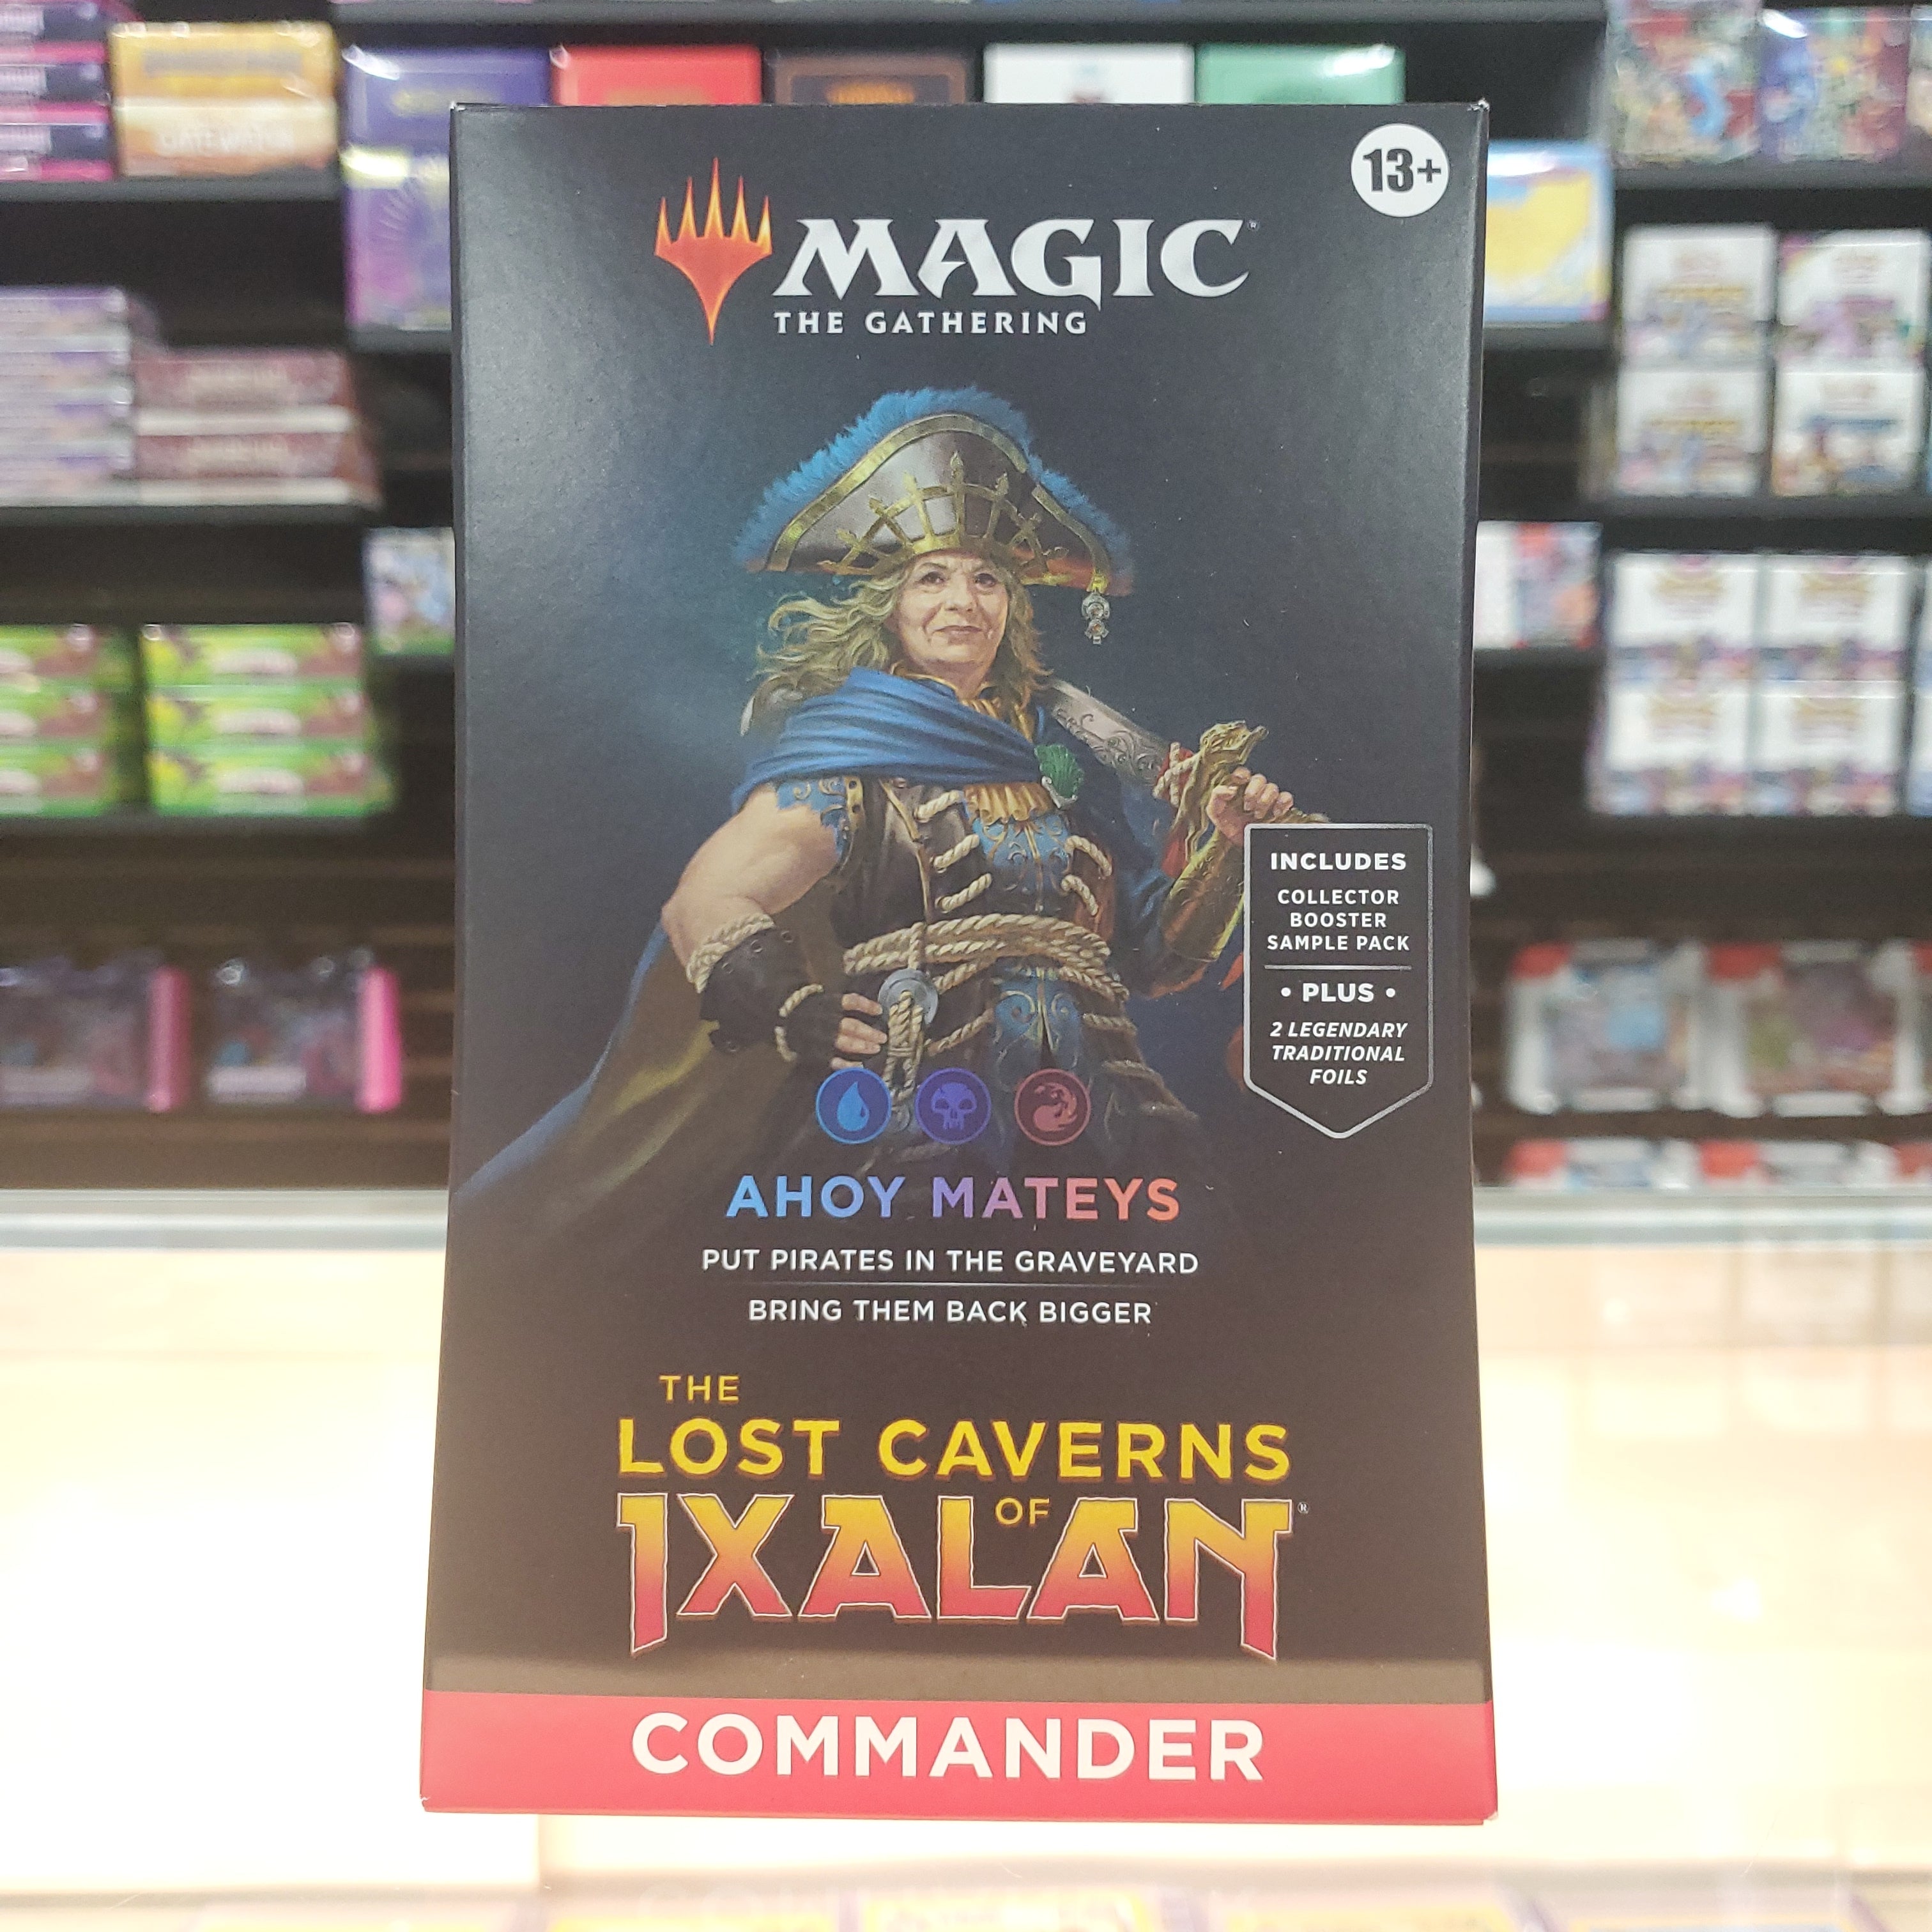 13+
MAGIC®
THE GATHERING
INCLUDES
COLLECTOR
BOOSTER
SAMPLE PACK
• PLUS •
2 LEGENDARY
TRADITIONAL
FOILS
AHOY MATEYS
PUT PIRATES IN THE GRAVEYARD
BRING THEM BACK BIGGER
THE
LOST CAVERNS
OF
IXALAN®
COMMANDER